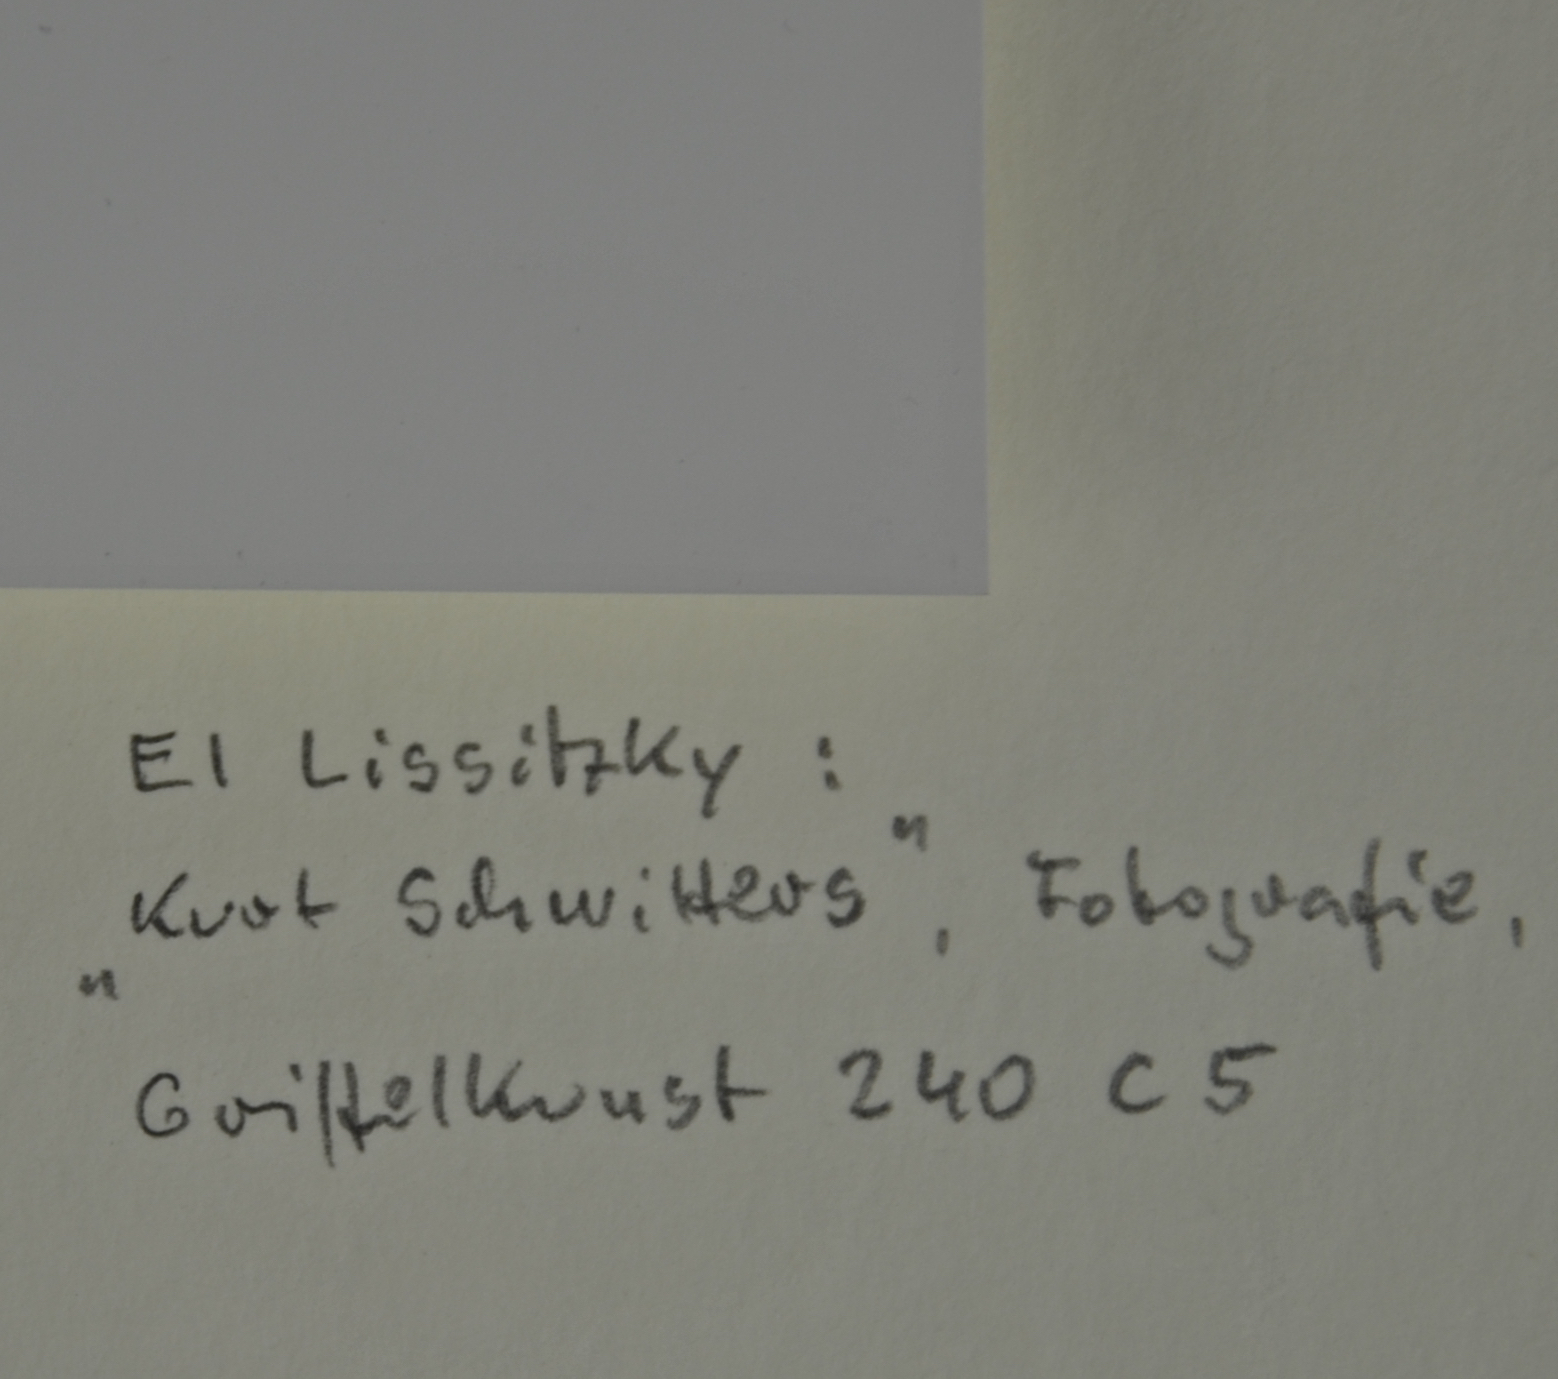 El Lissitzky :
„Kurt Schwitters“, Fotografie,
Griffelkunst 240 C 5